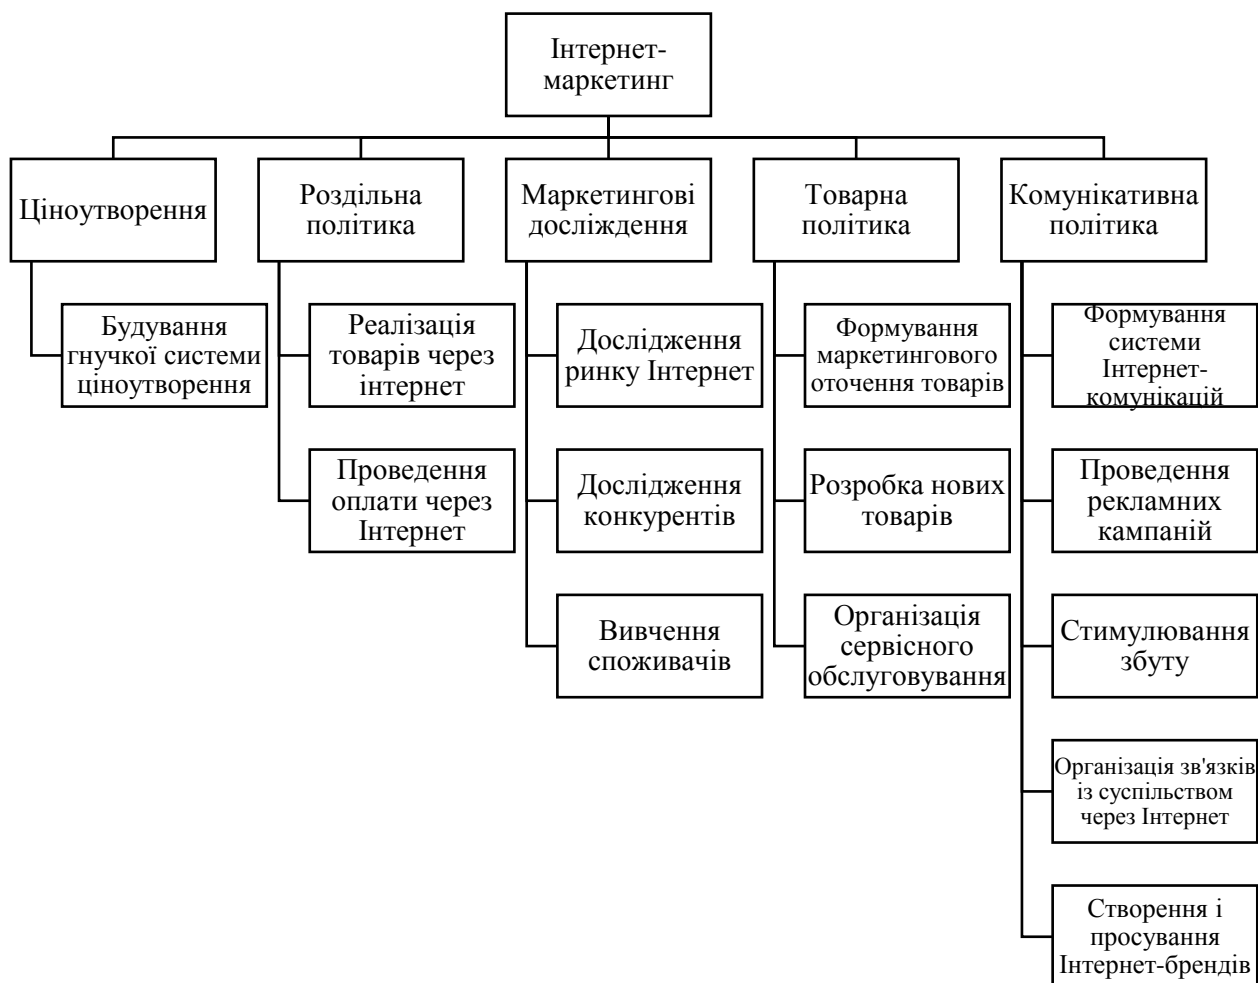 Інтернет-
маркетинг
Ціноутворення
Роздільна
політика
Маркетингові
досліждення
Товарна
політика
Комунікативна
політика
Будування
гнучкої системи
ціноутворення
Реалізація
товарів через
інтернет
Проведення
оплати через
Інтернет
Дослідження
ринку Інтернет
Дослідження
конкурентів
Вивчення
споживачів
Формування
маркетингового
оточення товарів
Розробка нових
товарів
Організація
сервісного
обслуговування
Формування
системи
Інтернет-
комунікацій
Проведення
рекламних
кампаній
Стимулювання
збуту
Організація зв'язків
із суспільством
через Інтернет
Створення і
просування
Інтернет-брендів